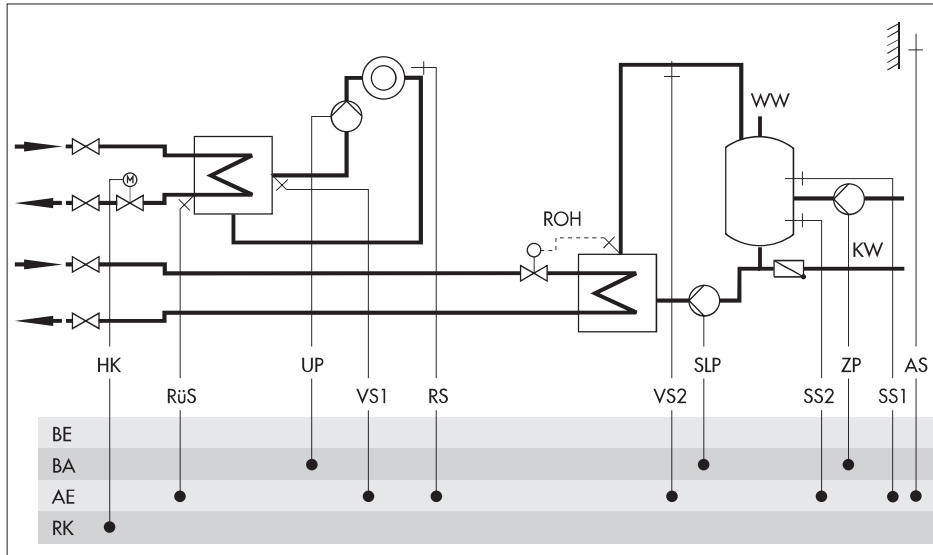 WW
M
ROH
KW
HK UP SLP ZP AS
RüS VS1 RS VS2 SS2 SS1
BE
BA
AE
RK